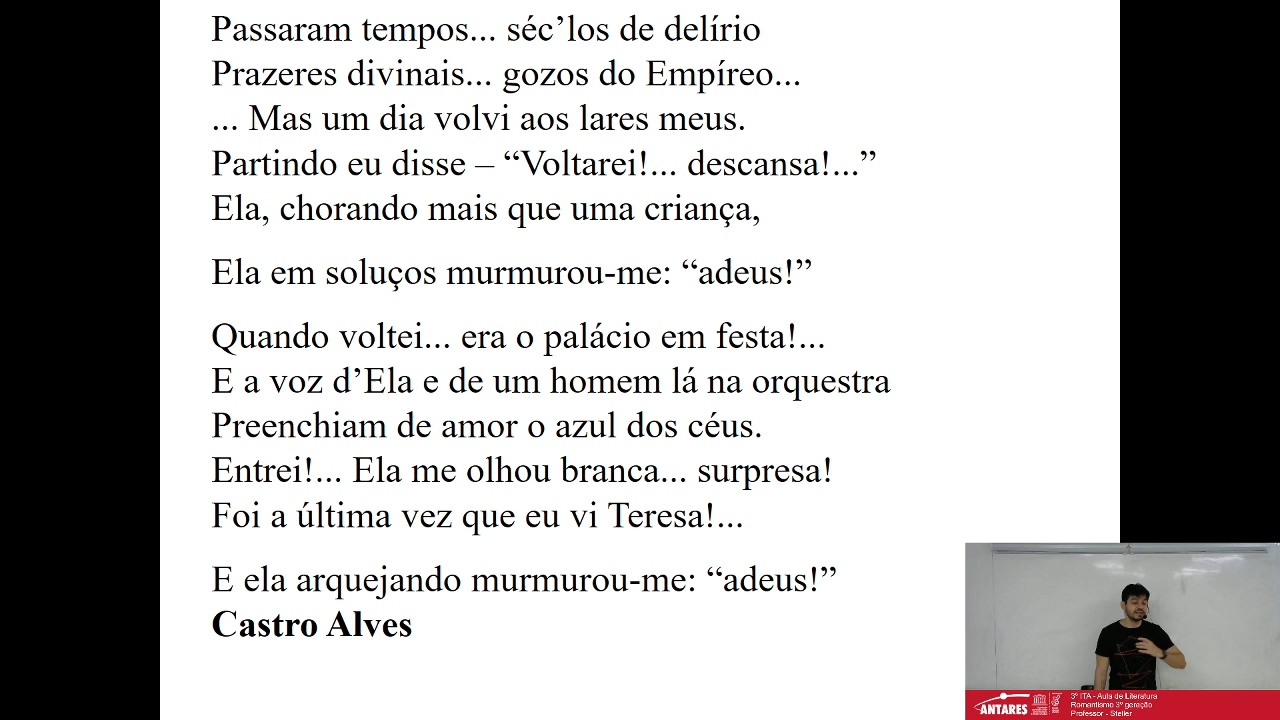 Passaram tempos... séc’los de delírio
Prazeres divinais... gozos do Empíreo...
... Mas um dia volvi aos lares meus.
Partindo eu disse – “Voltarei!... descansa!...”
Ela, chorando mais que uma criança,
Ela em soluços murmurou-me: “adeus!”
Quando voltei... era o palácio em festa!...
E a voz d’Ela e de um homem lá na orquestra
Preenchiam de amor o azul dos céus.
Entrei!... Ela me olhou branca... surpresa!
Foi a última vez que eu vi Teresa!...
E ela arquejando murmurou-me: “adeus!”
Castro Alves
ANTARES
3º ITA - Aula de Literatura
Romantismo 3º geração
Professor - Steller